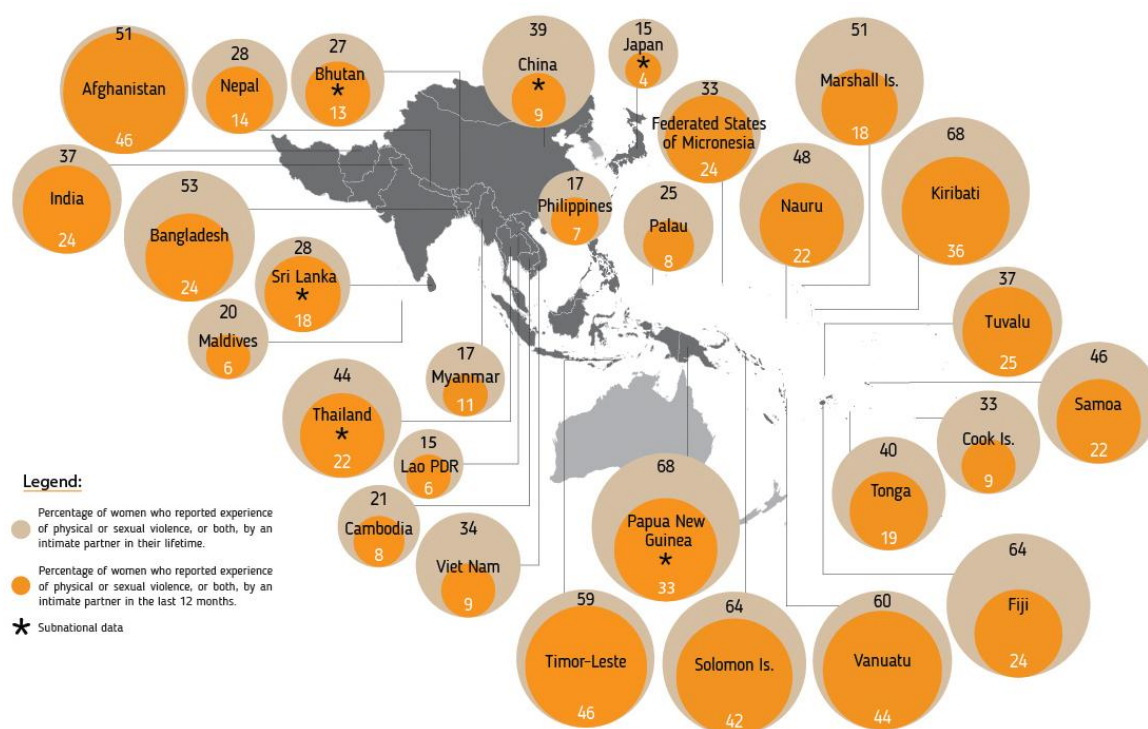 51
Afghanistan
46
28
Nepal
14
27
Bhutan
*
13
39
China
*
9
15
Japan
*
4
33
Federated States
of Micronesia
24
51
Marshall Is.
18
37
India
24
53
Bangladesh
24
28
Sri Lanka
*
18
20
Maldives
6
17
Philippines
7
25
Palau
8
48
Nauru
22
68
Kiribati
36
37
Tuvalu
25
44
Thailand
*
22
17
Myanmar
11
15
Lao PDR
6
21
Cambodia
8
34
Viet Nam
9
68
Papua New
Guinea
*
33
46
Samoa
22
33
Cook Is.
9
40
Tonga
19
59
Timor-Leste
46
64
Solomon Is.
42
60
Vanuatu
44
64
Fiji
24
Legend:
Percentage of women who reported experience
of physical or sexual violence, or both, by an
intimate partner in their lifetime.
Percentage of women who reported experience
of physical or sexual violence, or both, by an
intimate partner in the last 12 months.
* Subnational data